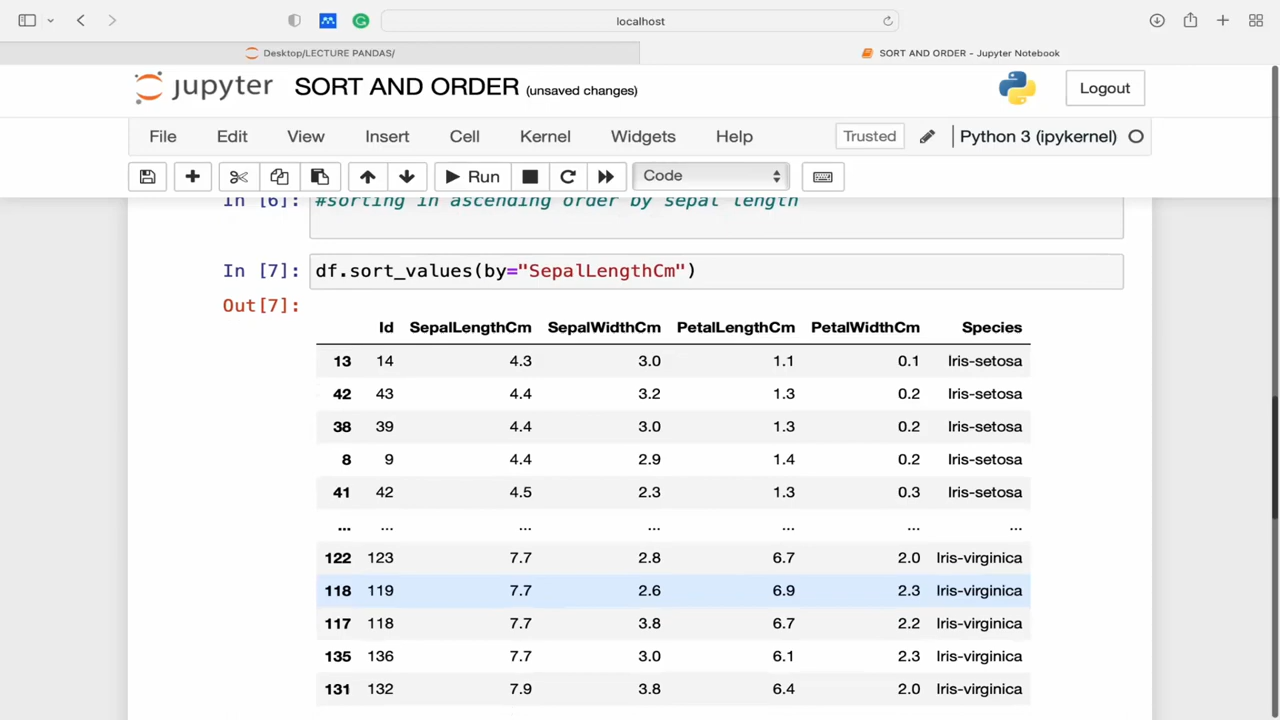 localhost
Desktop/LECTURE PANDAS/ SORT AND ORDER - Jupyter Notebook
jupyter SORT AND ORDER (unsaved changes) Logout
File Edit View Insert Cell Kernel Widgets Help Trusted Python 3 (ipykernel)
Run Code
In [6]: #sorting in ascending order by sepal length
In [7]: df.sort_values(by="SepalLengthCm")
Out[7]:
Id SepalLengthCm SepalWidthCm PetalLengthCm PetalWidthCm Species
13 14 4.3 3.0 1.1 0.1 Iris-setosa
42 43 4.4 3.2 1.3 0.2 Iris-setosa
38 39 4.4 3.0 1.3 0.2 Iris-setosa
8 9 4.4 2.9 1.4 0.2 Iris-setosa
41 42 4.5 2.3 1.3 0.3 Iris-setosa
... ... ... ... ... ... ...
122 123 7.7 2.8 6.7 2.0 Iris-virginica
118 119 7.7 2.6 6.9 2.3 Iris-virginica
117 118 7.7 3.8 6.7 2.2 Iris-virginica
135 136 7.7 3.0 6.1 2.3 Iris-virginica
131 132 7.9 3.8 6.4 2.0 Iris-virginica